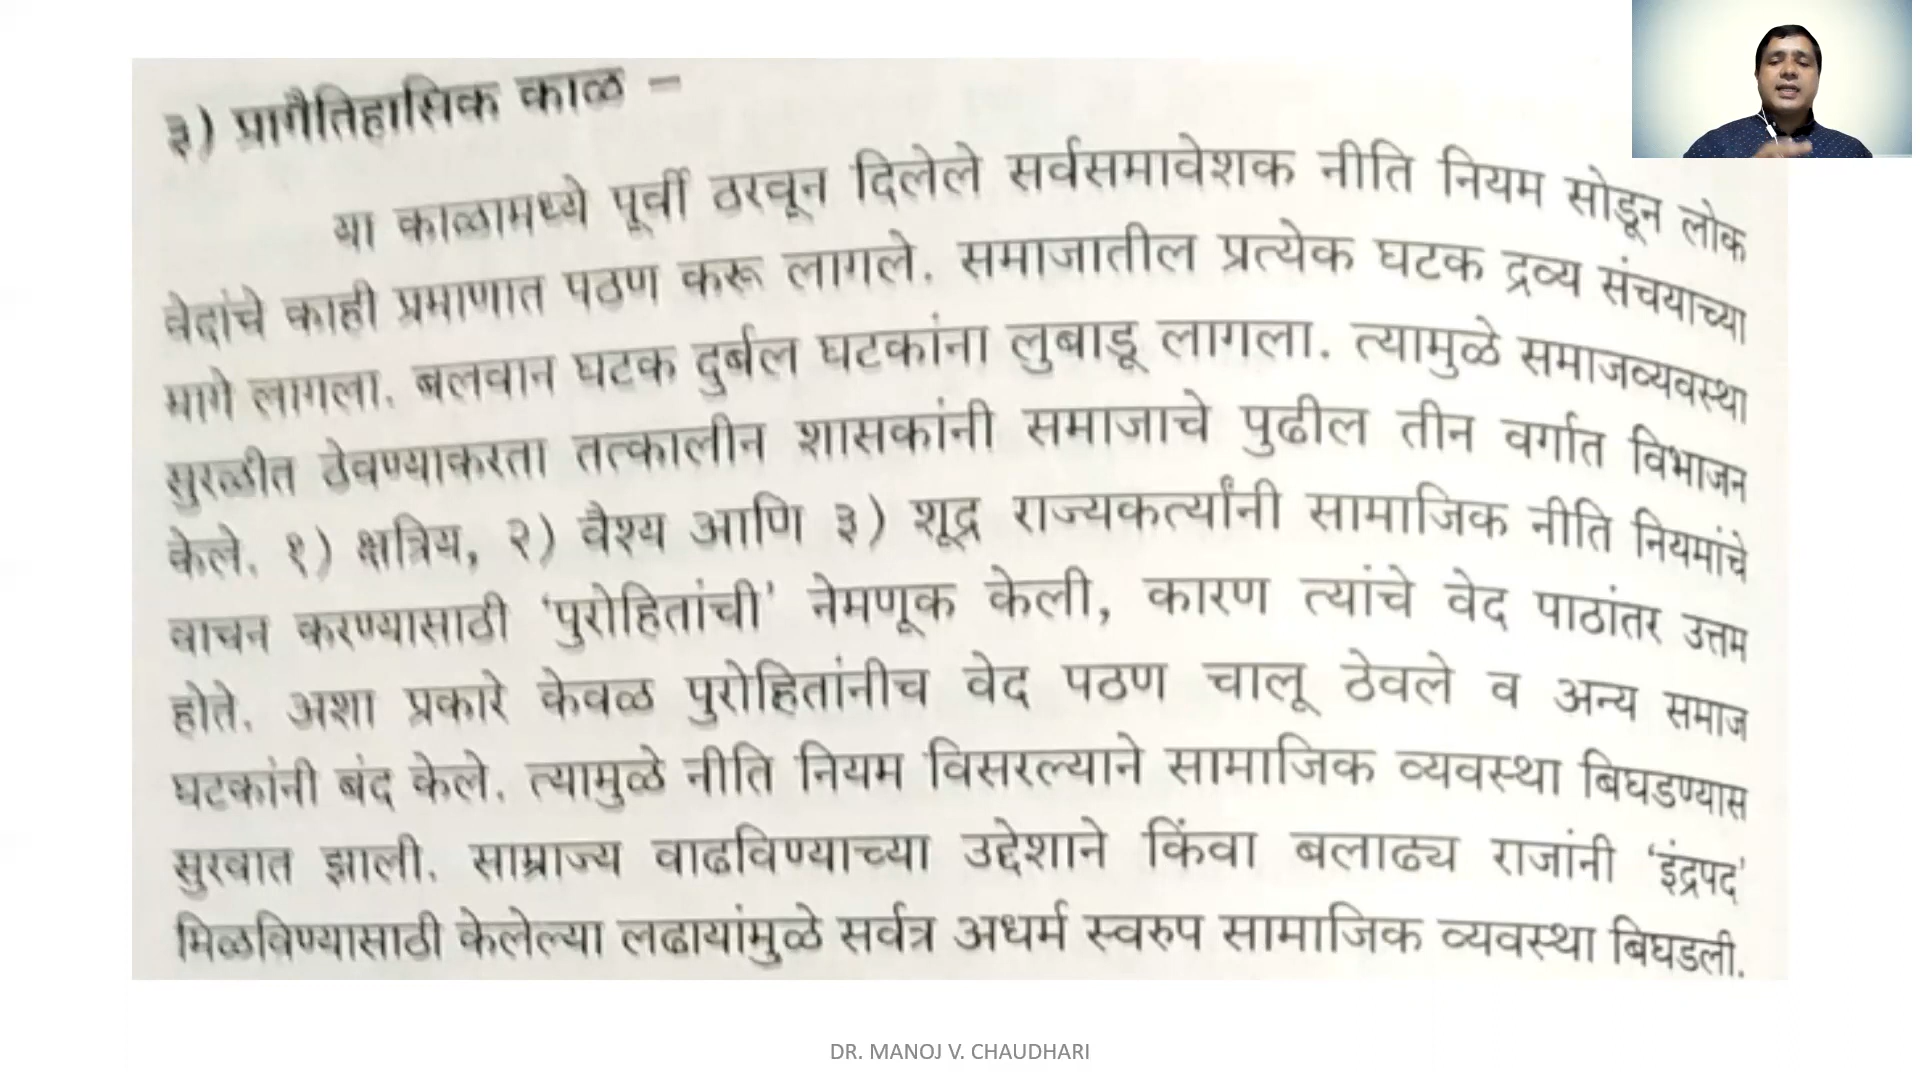 ३) प्रागैतिहासिक काळ –
या काळामध्ये पूर्वी ठरवून दिलेले सर्वसमावेशक नीति नियम सोडून लोक
वेदांचे काही प्रमाणात पठण करू लागले. समाजातील प्रत्येक घटक द्रव्य संचयाच्या
मागे लागला. बलवान घटक दुर्बल घटकांना लुबाडू लागला. त्यामुळे समाजव्यवस्था
सुरळीत ठेवण्याकरता तत्कालीन शासकांनी समाजाचे पुढील तीन वर्गात विभाजन
केले. १) क्षत्रिय, २) वैश्य आणि ३) शूद्र राज्यकर्त्यांनी सामाजिक नीति नियमांचे
वाचन करण्यासाठी ‘पुरोहितांची’ नेमणूक केली, कारण त्यांचे वेद पाठांतर उत्तम
होते. अशा प्रकारे केवळ पुरोहितांनीच वेद पठण चालू ठेवले व अन्य समाज
घटकांनी बंद केले. त्यामुळे नीति नियम विसरल्याने सामाजिक व्यवस्था बिघडण्यास
सुरवात झाली. साम्राज्य वाढविण्याच्या उद्देशाने किंवा बलाढ्य राजांनी ‘इंद्रपद’
मिळविण्यासाठी केलेल्या लढायांमुळे सर्वत्र अधर्म स्वरुप सामाजिक व्यवस्था बिघडली.
DR. MANOJ V. CHAUDHARI